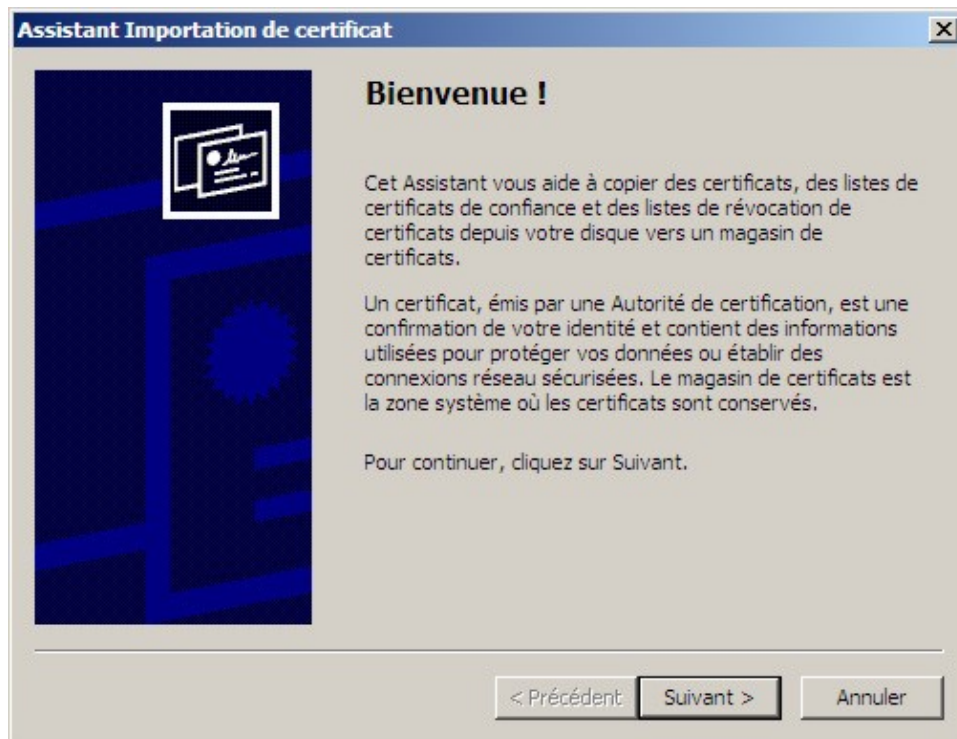 Assistant Importation de certificat
Bienvenue !
Cet Assistant vous aide à copier des certificats, des listes de
certificats de confiance et des listes de révocation de
certificats depuis votre disque vers un magasin de
certificats.
Un certificat, émis par une Autorité de certification, est une
confirmation de votre identité et contient des informations
utilisées pour protéger vos données ou établir des
connexions réseau sécurisées. Le magasin de certificats est
la zone système où les certificats sont conservés.
Pour continuer, cliquez sur Suivant.
< Précédent
Suivant >
Annuler